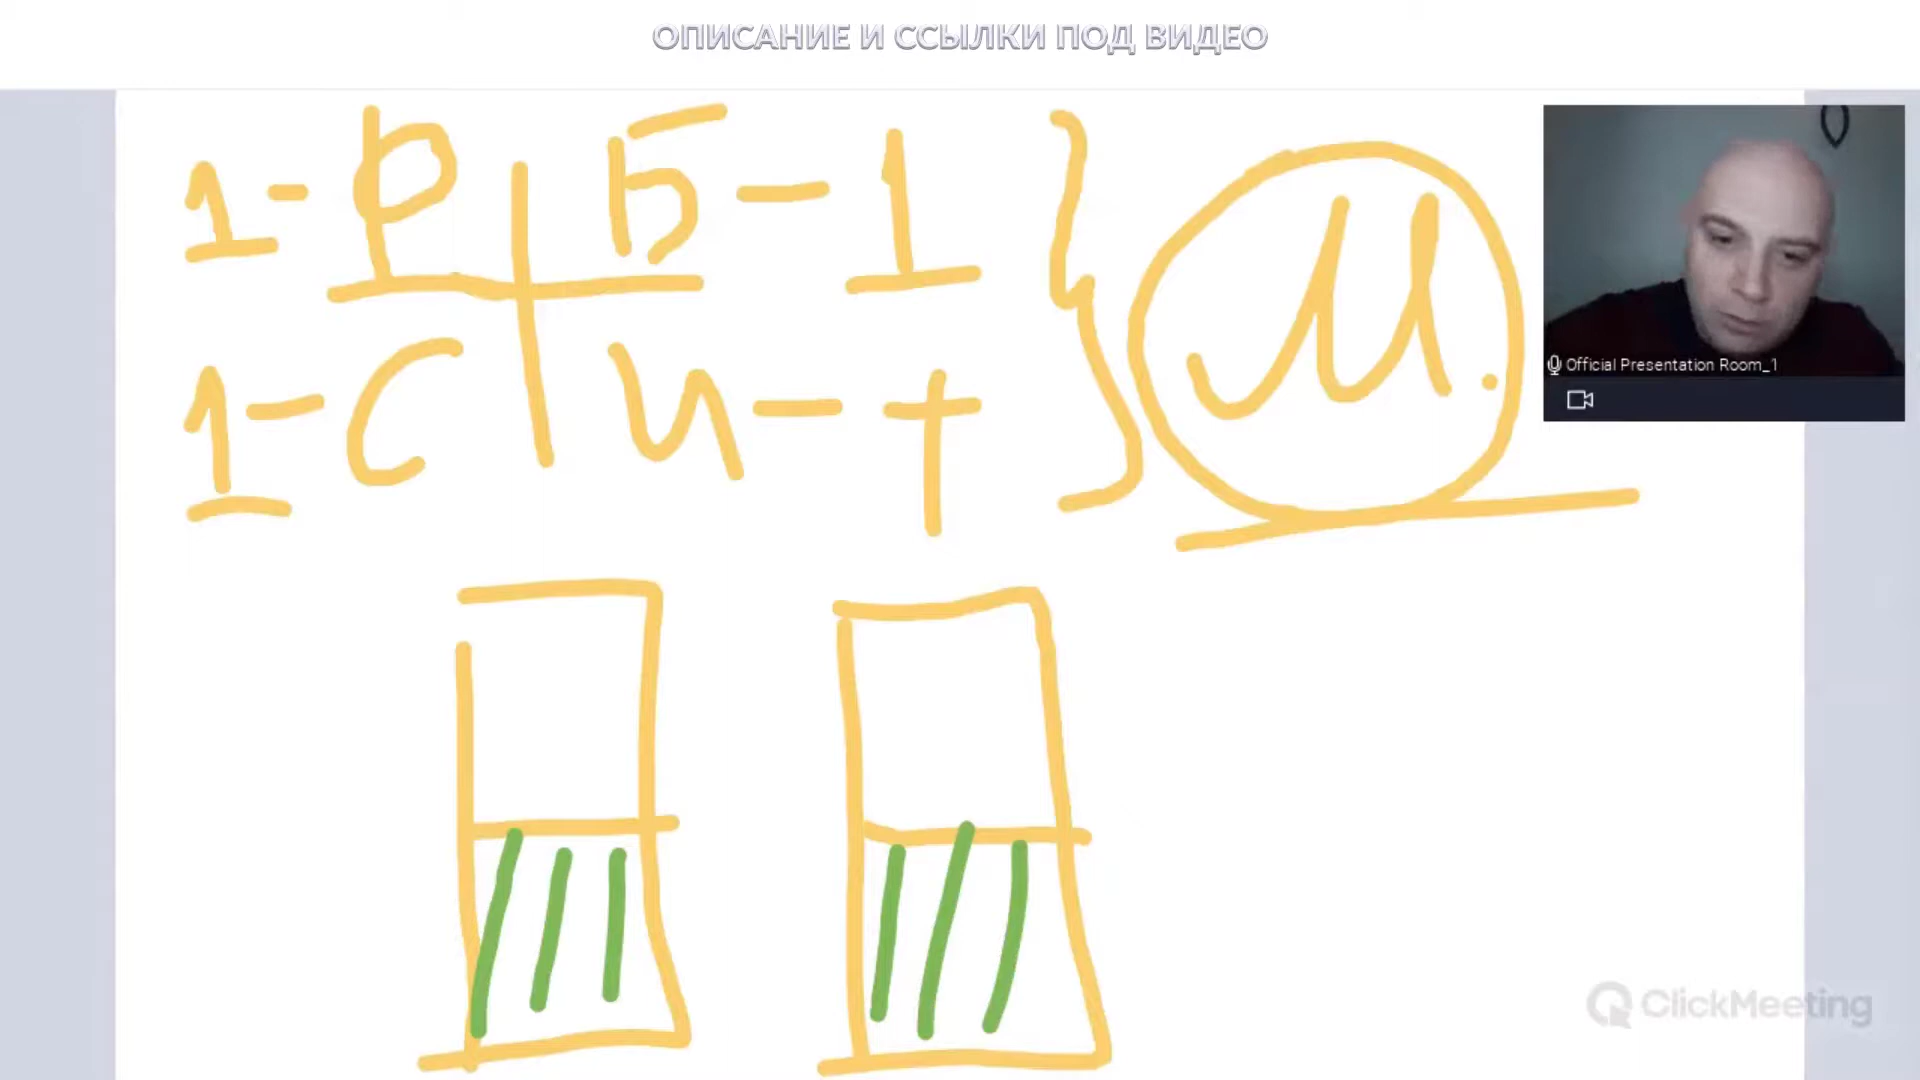 ОПИСАНИЕ И ССЫЛКИ ПОД ВИДЕО
1 - Р Б - 1
1 - С И - +
М.
Official Presentation Room_1
ClickMeeting